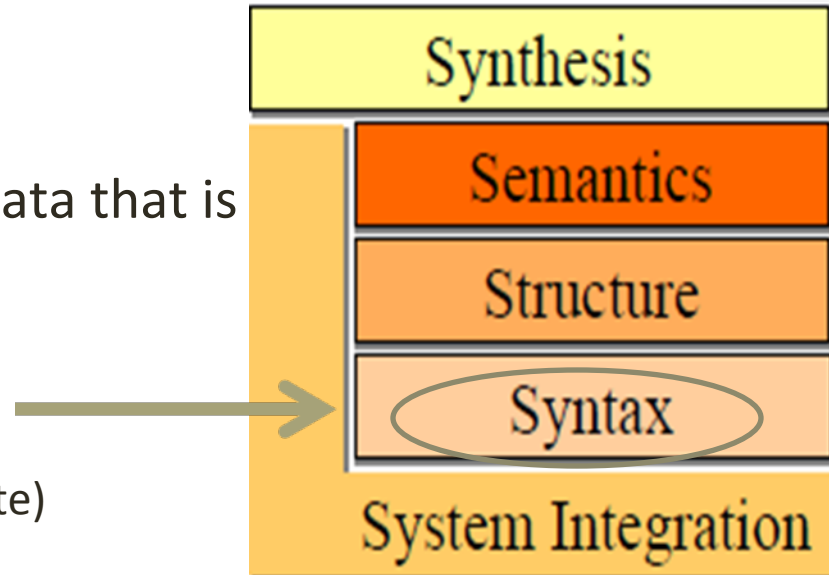 Synthesis
Semantics
ata that is
Structure
Syntax
te)
System Integration